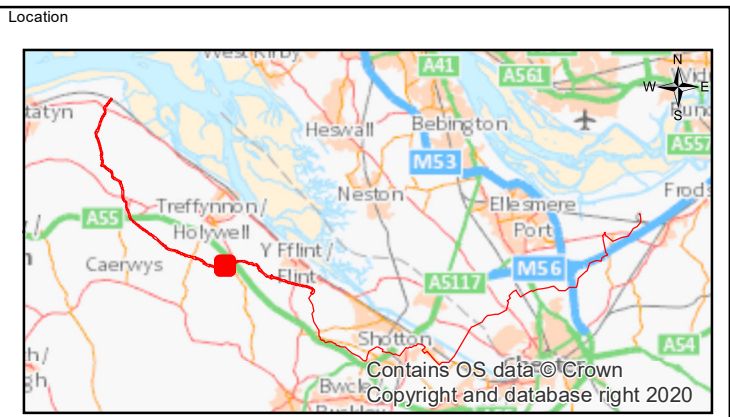 Location
West Kirby
A41
A561
N
W
E
S
tatyn
Heswall
Bebington
A557
M53
Neston
Treffynnon /
Holywell
Ellesmere
Port
Frods
A55
Caerwys
Y Fflint /
Flint
M56
A5117
Shotton
A54
Contains OS data © Crown
Copyright and database right 2020